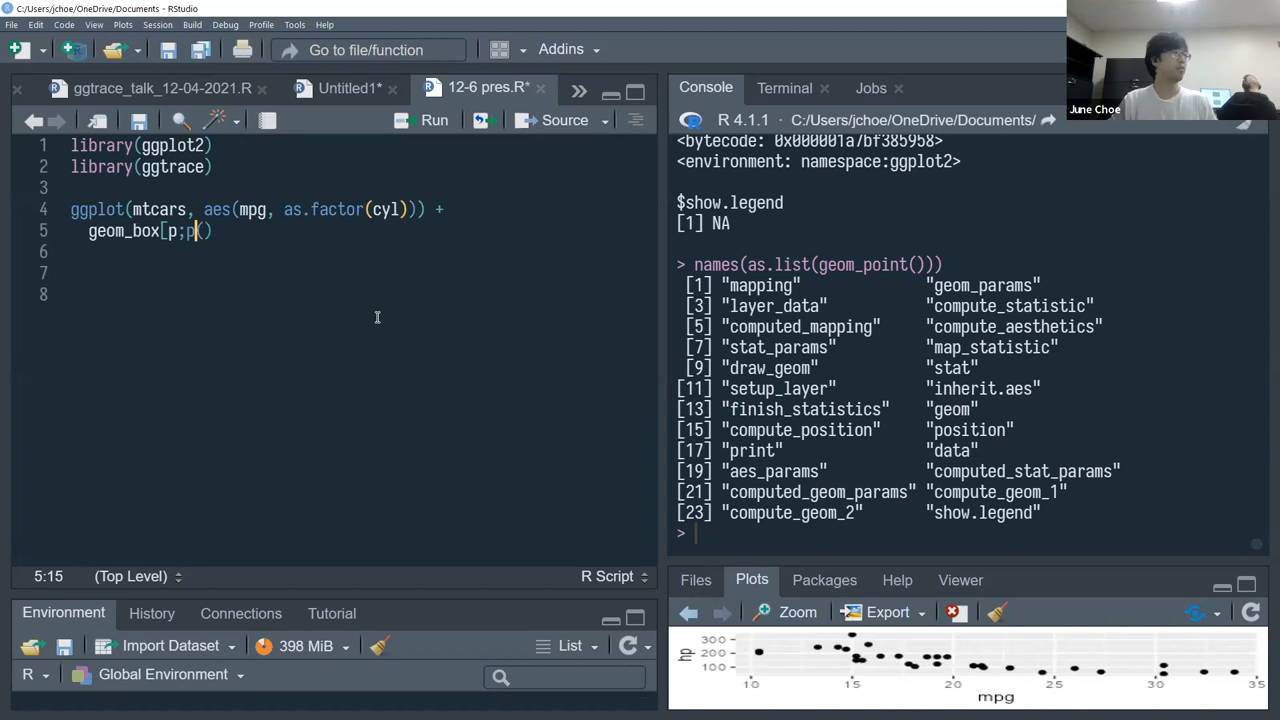 C:/Users/jchoe/OneDrive/Documents - RStudio
File Edit Code View Plots Session Build Debug Profile Tools Help
Go to file/function
Addins
ggtrace_talk_12-04-2021.R
Untitled1*
12-6 pres.R*
Run
Source
1 library(ggplot2)
2 library(ggtrace)
3
4 ggplot(mtcars, aes(mpg, as.factor(cyl))) +
5 geom_box[p;p()
6
7
8
5:15 (Top Level) R Script
Environment History Connections Tutorial
Import Dataset 398 MiB List
R Global Environment
Console Terminal Jobs
R 4.1.1 · C:/Users/jchoe/OneDrive/Documents/
<bytecode: 0x000001a7bf385958>
<environment: namespace:ggplot2>
$show.legend
[1] NA
> names(as.list(geom_point()))
[1] "mapping" "geom_params"
[3] "layer_data" "compute_statistic"
[5] "computed_mapping" "compute_aesthetics"
[7] "stat_params" "map_statistic"
[9] "draw_geom" "stat"
[11] "setup_layer" "inherit.aes"
[13] "finish_statistics" "geom"
[15] "compute_position" "position"
[17] "print" "data"
[19] "aes_params" "computed_stat_params"
[21] "computed_geom_params" "compute_geom_1"
[23] "compute_geom_2" "show.legend"
>
Files Plots Packages Help Viewer
Zoom Export
300
200
100
hp
10 15 20 25 30 35
mpg
June Choe